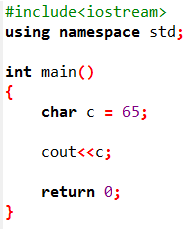 #include<iostream>
using namespace std;
int main()
{
char c = 65;
cout<<c;
return 0;
}